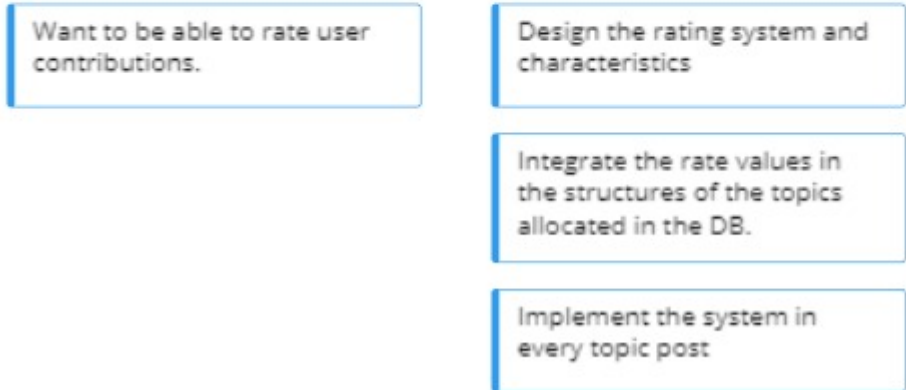 Want to be able to rate user
contributions.
Design the rating system and
characteristics
Integrate the rate values in
the structures of the topics
allocated in the DB.
Implement the system in
every topic post